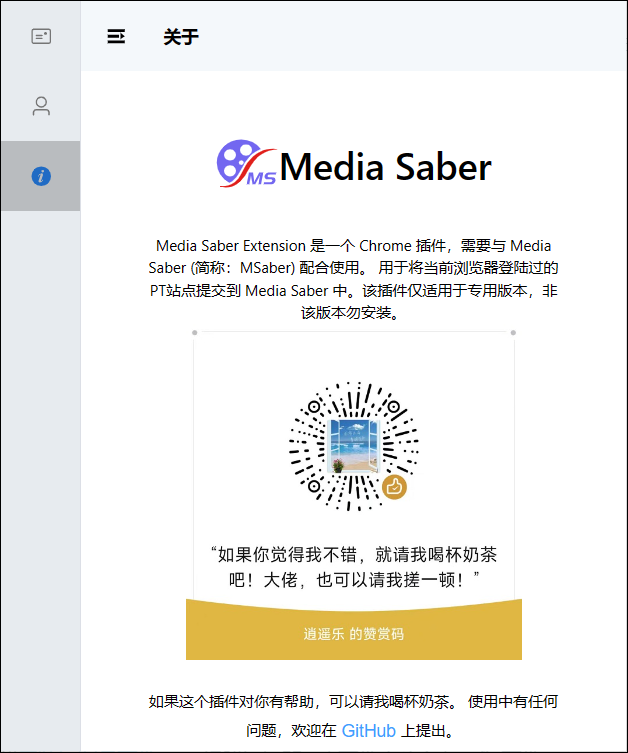 关于
MS
Media Saber
Media Saber Extension 是一个 Chrome 插件，需要与 Media
Saber (简称：MSaber) 配合使用。 用于将当前浏览器登陆过的
PT站点提交到 Media Saber 中。该插件仅适用于专用版本，非
该版本勿安装。
“如果你觉得我不错，就请我喝杯奶茶
吧！大佬，也可以请我搓一顿！”
逍遥乐 的赞赏码
如果这个插件对你有帮助，可以请我喝杯奶茶。 使用中有任何
问题，欢迎在 GitHub 上提出。